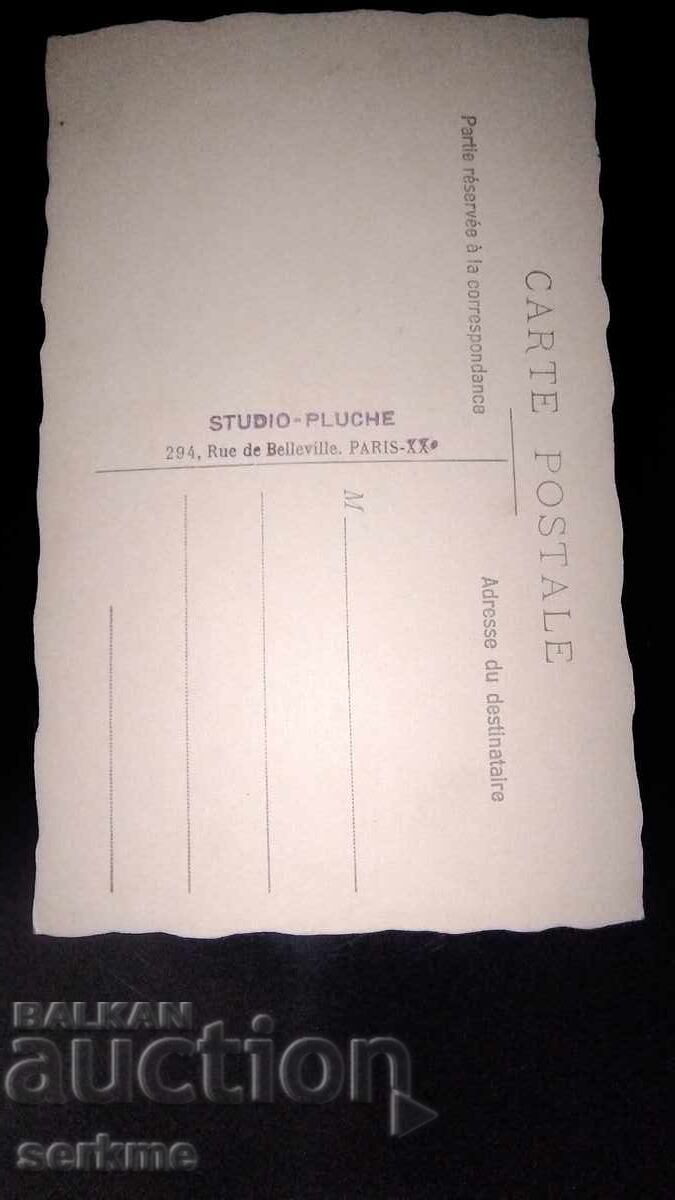 CARTE POSTALE
Partie réservée à la correspondance
Adresse du destinataire
M
STUDIO-PLUCHE
294, Rue de Belleville. PARIS-XXe
BALKAN
auction
serkme